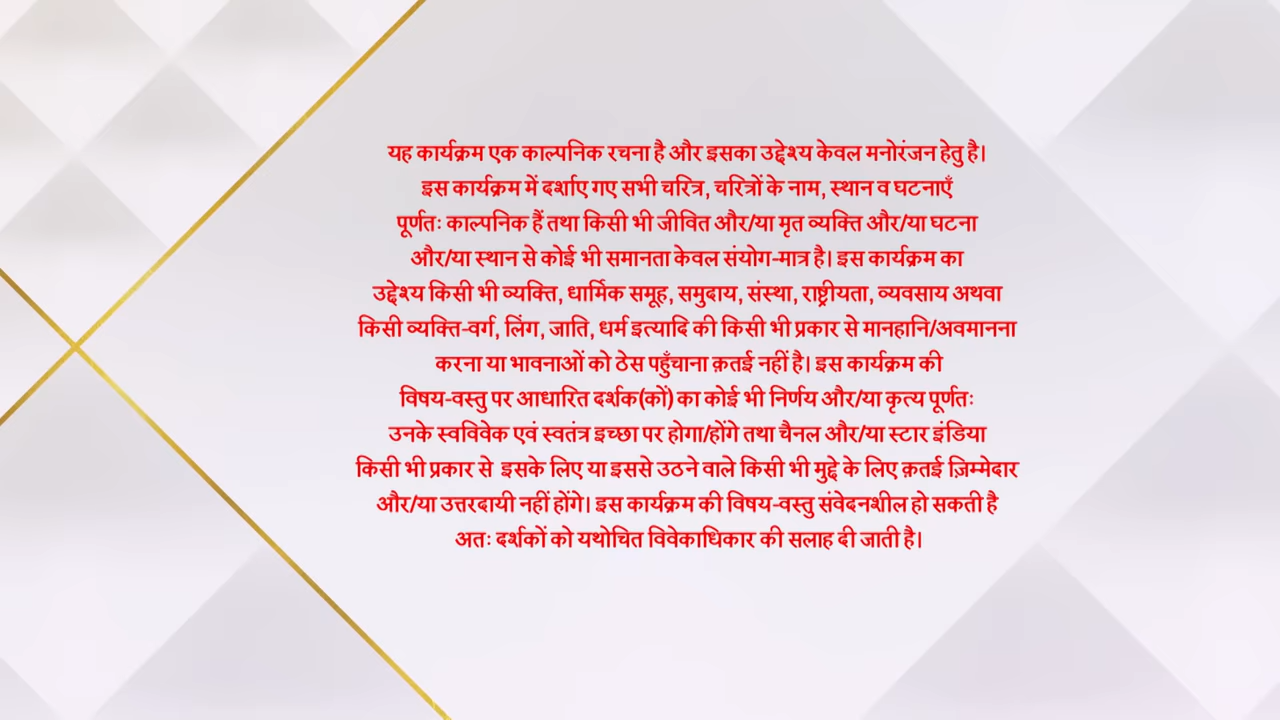 यह कार्यक्रम एक काल्पनिक रचना है और इसका उद्देश्य केवल मनोरंजन हेतु है।
इस कार्यक्रम में दर्शाए गए सभी चरित्र, चरित्रों के नाम, स्थान व घटनाएँ
पूर्णतः काल्पनिक हैं तथा किसी भी जीवित और/या मृत व्यक्ति और/या घटना
और/या स्थान से कोई भी समानता केवल संयोग-मात्र है। इस कार्यक्रम का
उद्देश्य किसी भी व्यक्ति, धार्मिक समूह, समुदाय, संस्था, राष्ट्रीयता, व्यवसाय अथवा
किसी व्यक्ति-वर्ग, लिंग, जाति, धर्म इत्यादि की किसी भी प्रकार से मानहानि/अवमानना
करना या भावनाओं को ठेस पहुँचाना क़तई नहीं है। इस कार्यक्रम की
विषय-वस्तु पर आधारित दर्शक(कों) का कोई भी निर्णय और/या कृत्य पूर्णतः
उनके स्वविवेक एवं स्वतंत्र इच्छा पर होगा/होंगे तथा चैनल और/या स्टार इंडिया
किसी भी प्रकार से इसके लिए या इससे उठने वाले किसी भी मुद्दे के लिए क़तई ज़िम्मेदार
और/या उत्तरदायी नहीं होंगे। इस कार्यक्रम की विषय-वस्तु संवेदनशील हो सकती है
अतः दर्शकों को यथोचित विवेकाधिकार की सलाह दी जाती है।